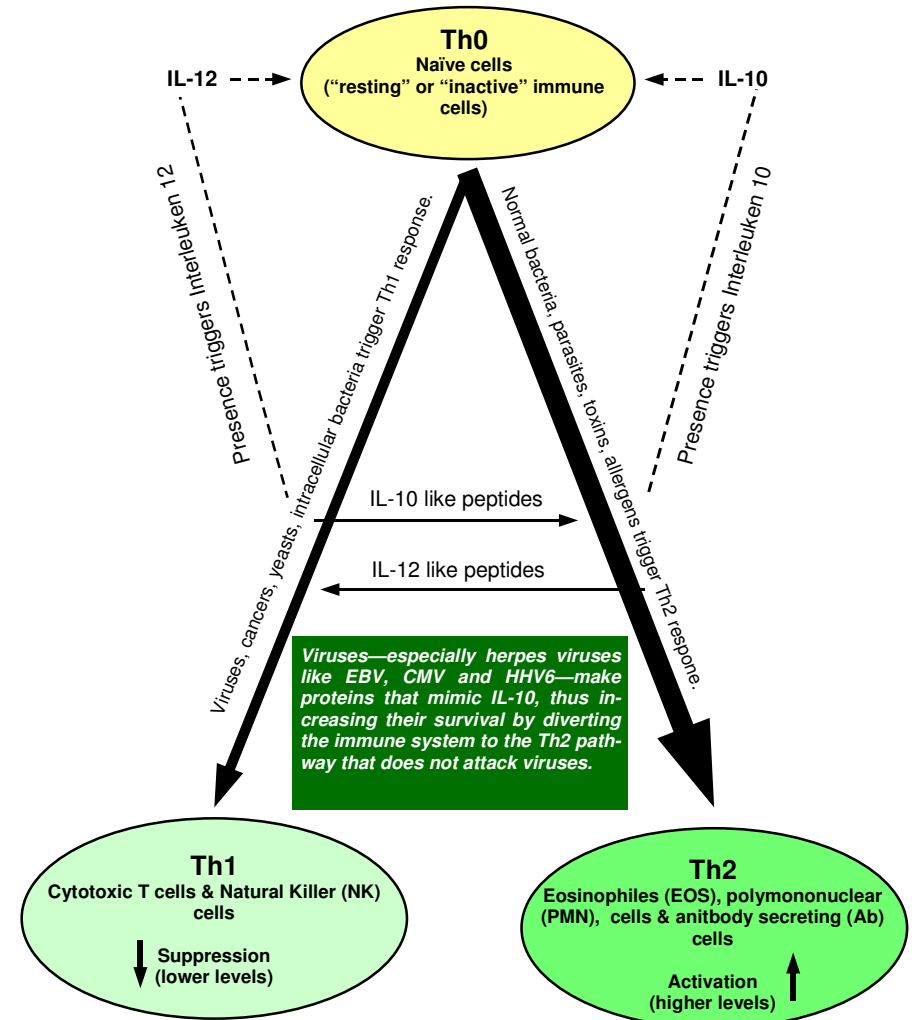 Th0
Naïve cells
(“resting” or “inactive” immune
cells)
IL-12
IL-10
Presence triggers Interleuken 12
Viruses, cancers, yeasts, intracellular bacteria trigger Th1 response.
Normal bacteria, parasites, toxins, allergens trigger Th2 respone.
Presence triggers Interleuken 10
IL-10 like peptides
IL-12 like peptides
Viruses—especially herpes viruses
like EBV, CMV and HHV6—make
proteins that mimic IL-10, thus in-
creasing their survival by diverting
the immune system to the Th2 path-
way that does not attack viruses.
Th1
Cytotoxic T cells & Natural Killer (NK)
cells
Suppression
(lower levels)
Th2
Eosinophiles (EOS), polymononuclear
(PMN), cells & anitbody secreting (Ab)
cells
Activation
(higher levels)